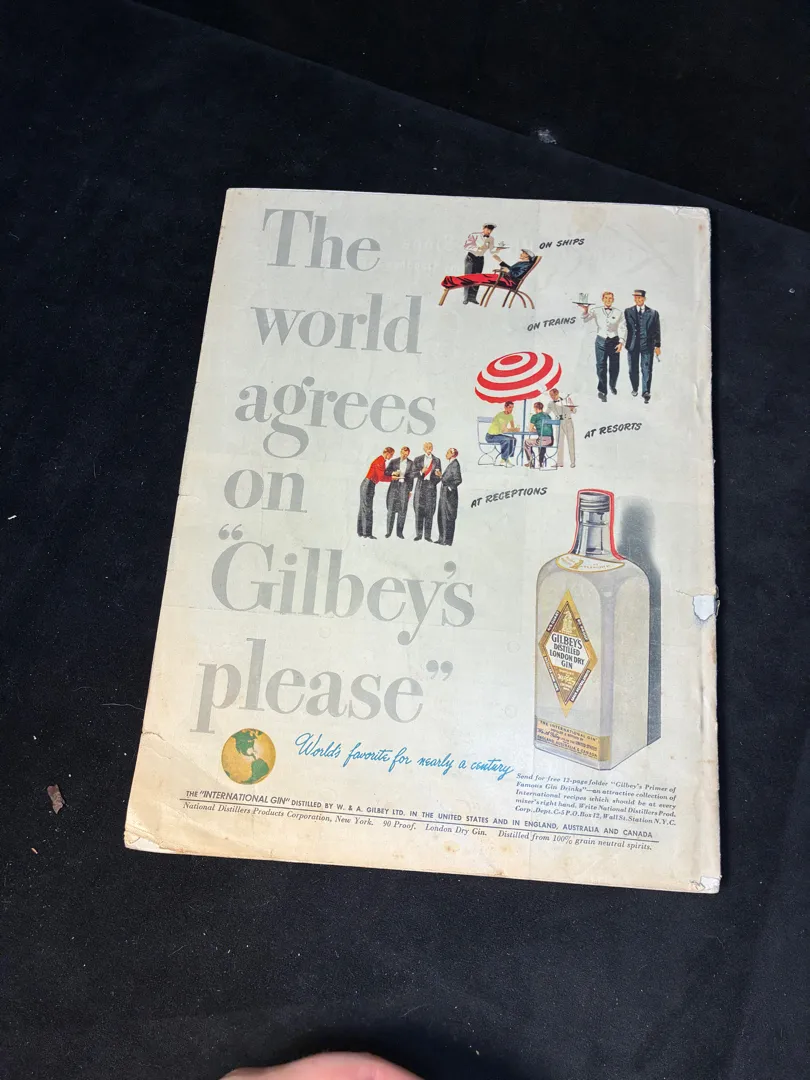 The
world
agrees
on
“Gilbey's
please”
ON SHIPS
ON TRAINS
AT RESORTS
AT RECEPTIONS
GILBEY'S
DISTILLED
LONDON DRY
GIN
THE INTERNATIONAL GIN
World's favorite for nearly a century
Send for free 12-page folder “Gilbey's Primer of
Famous Gin Drinks”—an attractive collection of
International recipes which should be at every
mixer's right hand. Write National Distillers Prod.
Corp., Dept. C-5 P.O. Box 12, Wall St. Station N.Y.C.
THE “INTERNATIONAL GIN” DISTILLED BY W. & A. GILBEY LTD. IN THE UNITED STATES AND IN ENGLAND, AUSTRALIA AND CANADA
National Distillers Products Corporation, New York. 90 Proof. London Dry Gin. Distilled from 100% grain neutral spirits.